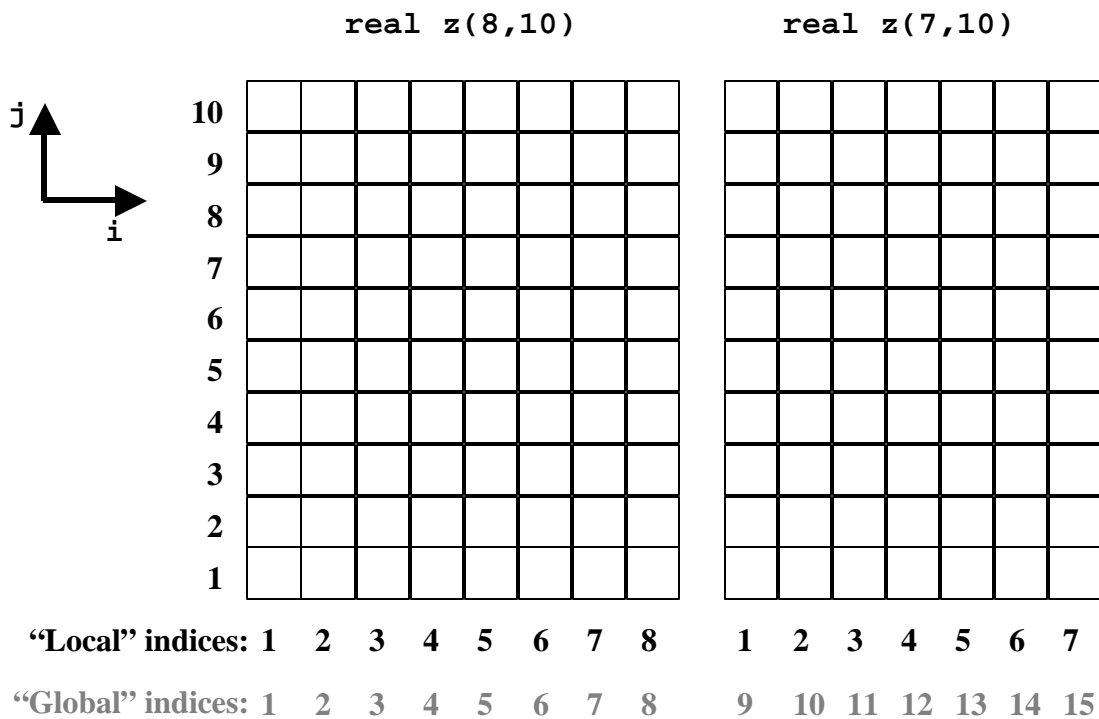 real z(8,10) real z(7,10)
j
i
10
9
8
7
6
5
4
3
2
1
“Local” indices: 1 2 3 4 5 6 7 8 1 2 3 4 5 6 7
“Global” indices: 1 2 3 4 5 6 7 8 9 10 11 12 13 14 15